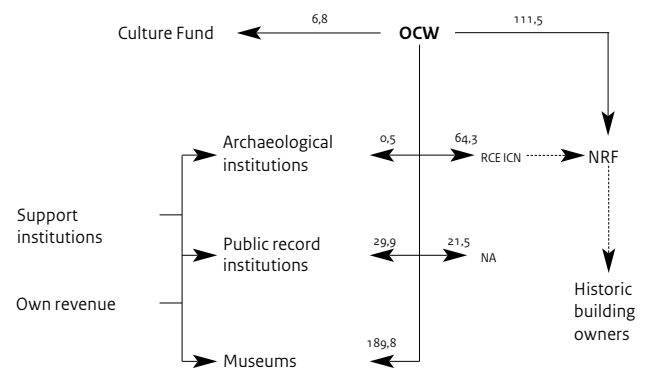 6,8
111,5
Culture Fund
OCW
Archaeological
institutions
0,5
64,3
RCE ICN
NRF
Support
institutions
Public record
institutions
29,9
21,5
NA
Own revenue
Historic
building
owners
189,8
Museums